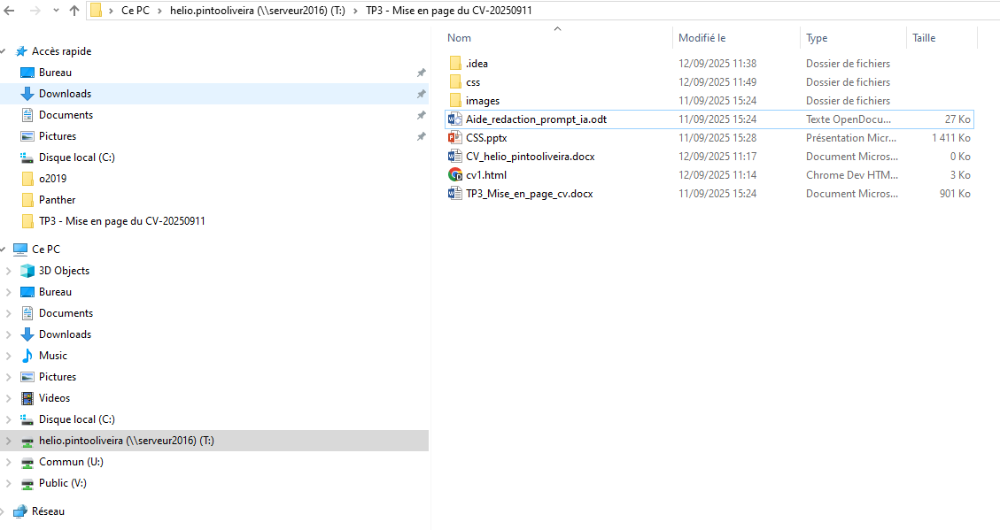 Ce PC > helio.pintooliveira (\\serveur2016) (T:) > TP3 - Mise en page du CV-20250911
Accès rapide
Bureau
Downloads
Documents
Pictures
Disque local (C:)
o2019
Panther
TP3 - Mise en page du CV-20250911
Ce PC
3D Objects
Bureau
Documents
Downloads
Music
Pictures
Videos
Disque local (C:)
helio.pintooliveira (\\serveur2016) (T:)
Commun (U:)
Public (V:)
Réseau
Nom Modifié le Type Taille
.idea 12/09/2025 11:38 Dossier de fichiers
css 12/09/2025 11:49 Dossier de fichiers
images 11/09/2025 15:24 Dossier de fichiers
Aide_redaction_prompt_ia.odt 11/09/2025 15:24 Texte OpenDocu... 27 Ko
CSS.pptx 11/09/2025 15:28 Présentation Micr... 1 411 Ko
CV_helio_pintooliveira.docx 12/09/2025 11:17 Document Micros... 0 Ko
cv1.html 12/09/2025 11:14 Chrome Dev HTM... 3 Ko
TP3_Mise_en_page_cv.docx 11/09/2025 15:24 Document Micros... 901 Ko